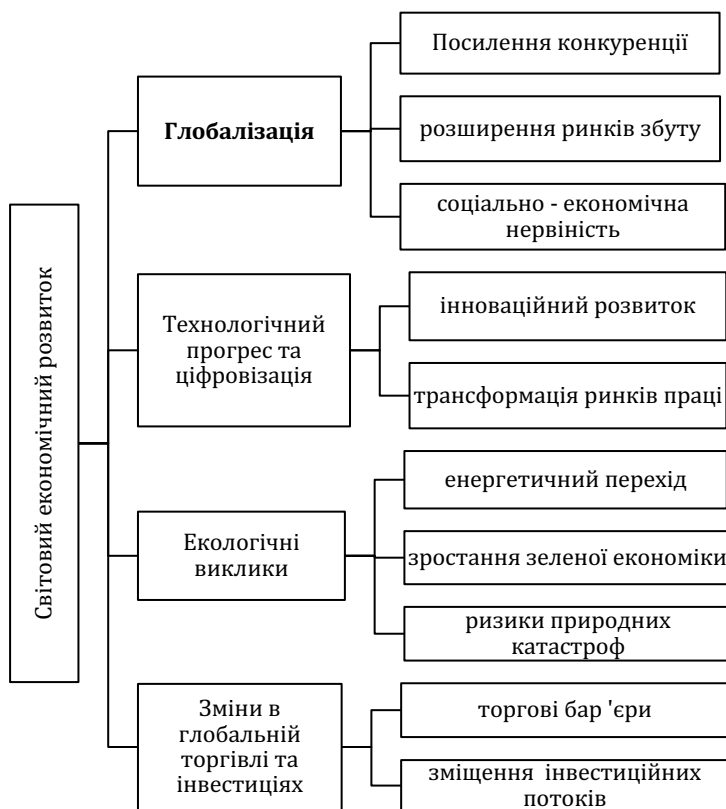 Світовий економічний розвиток
Глобалізація
Посилення конкуренції
розширення ринків збуту
соціально - економічна
нервіність
Технологічний
прогрес та
ціфровізація
інноваційний розвиток
трансформація ринків праці
Екологічні
виклики
енергетичний перехід
зростання зеленої економіки
ризики природних
катастроф
Зміни в
глобальній
торгівлі та
інвестиціях
торгові бар 'єри
зміщення  інвестиційних
потоків